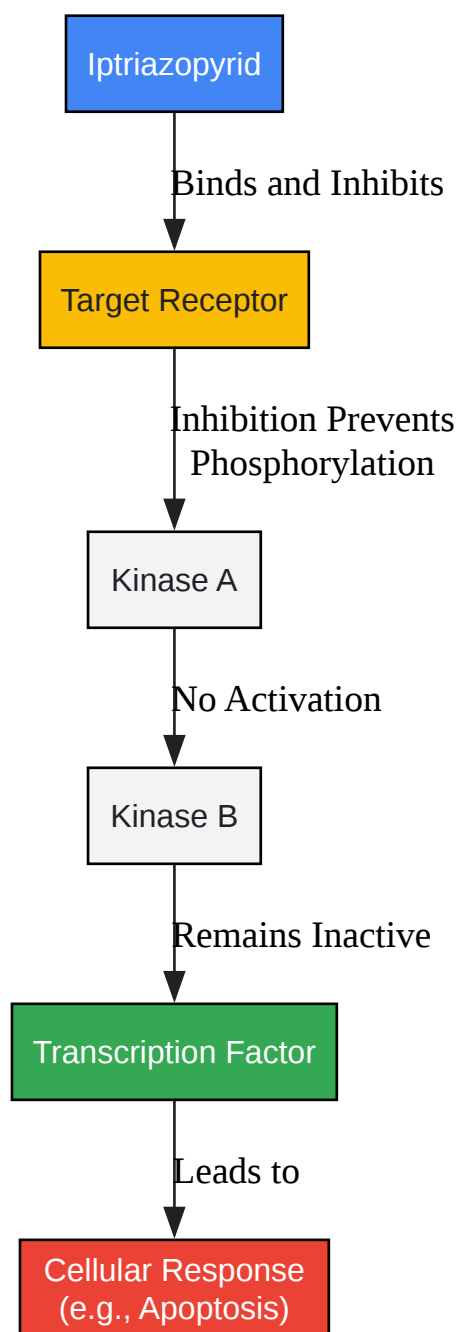 Iptriazopyrid
Binds and Inhibits
Target Receptor
Inhibition Prevents
Phosphorylation
Kinase A
No Activation
Kinase B
Remains Inactive
Transcription Factor
Leads to
Cellular Response
(e.g., Apoptosis)